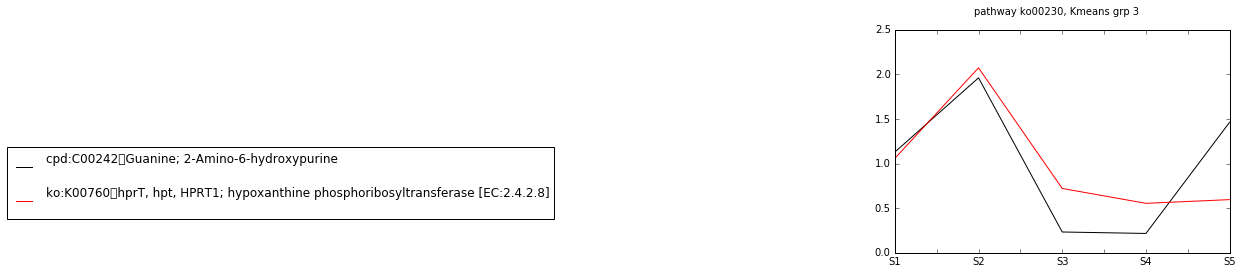 pathway ko00230, Kmeans grp 3
2.5
2.0
1.5
1.0
0.5
0.0
S1 S2 S3 S4 S5
cpd:C00242▯Guanine; 2-Amino-6-hydroxypurine
ko:K00760▯hprT, hpt, HPRT1; hypoxanthine phosphoribosyltransferase [EC:2.4.2.8]